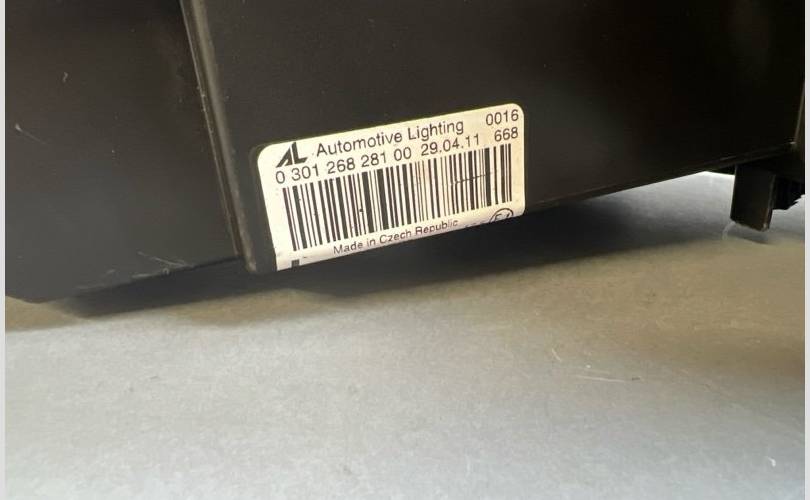 AL Automotive Lighting 0016
0 301 268 281 00 29.04.11 668
Made in Czech Republic